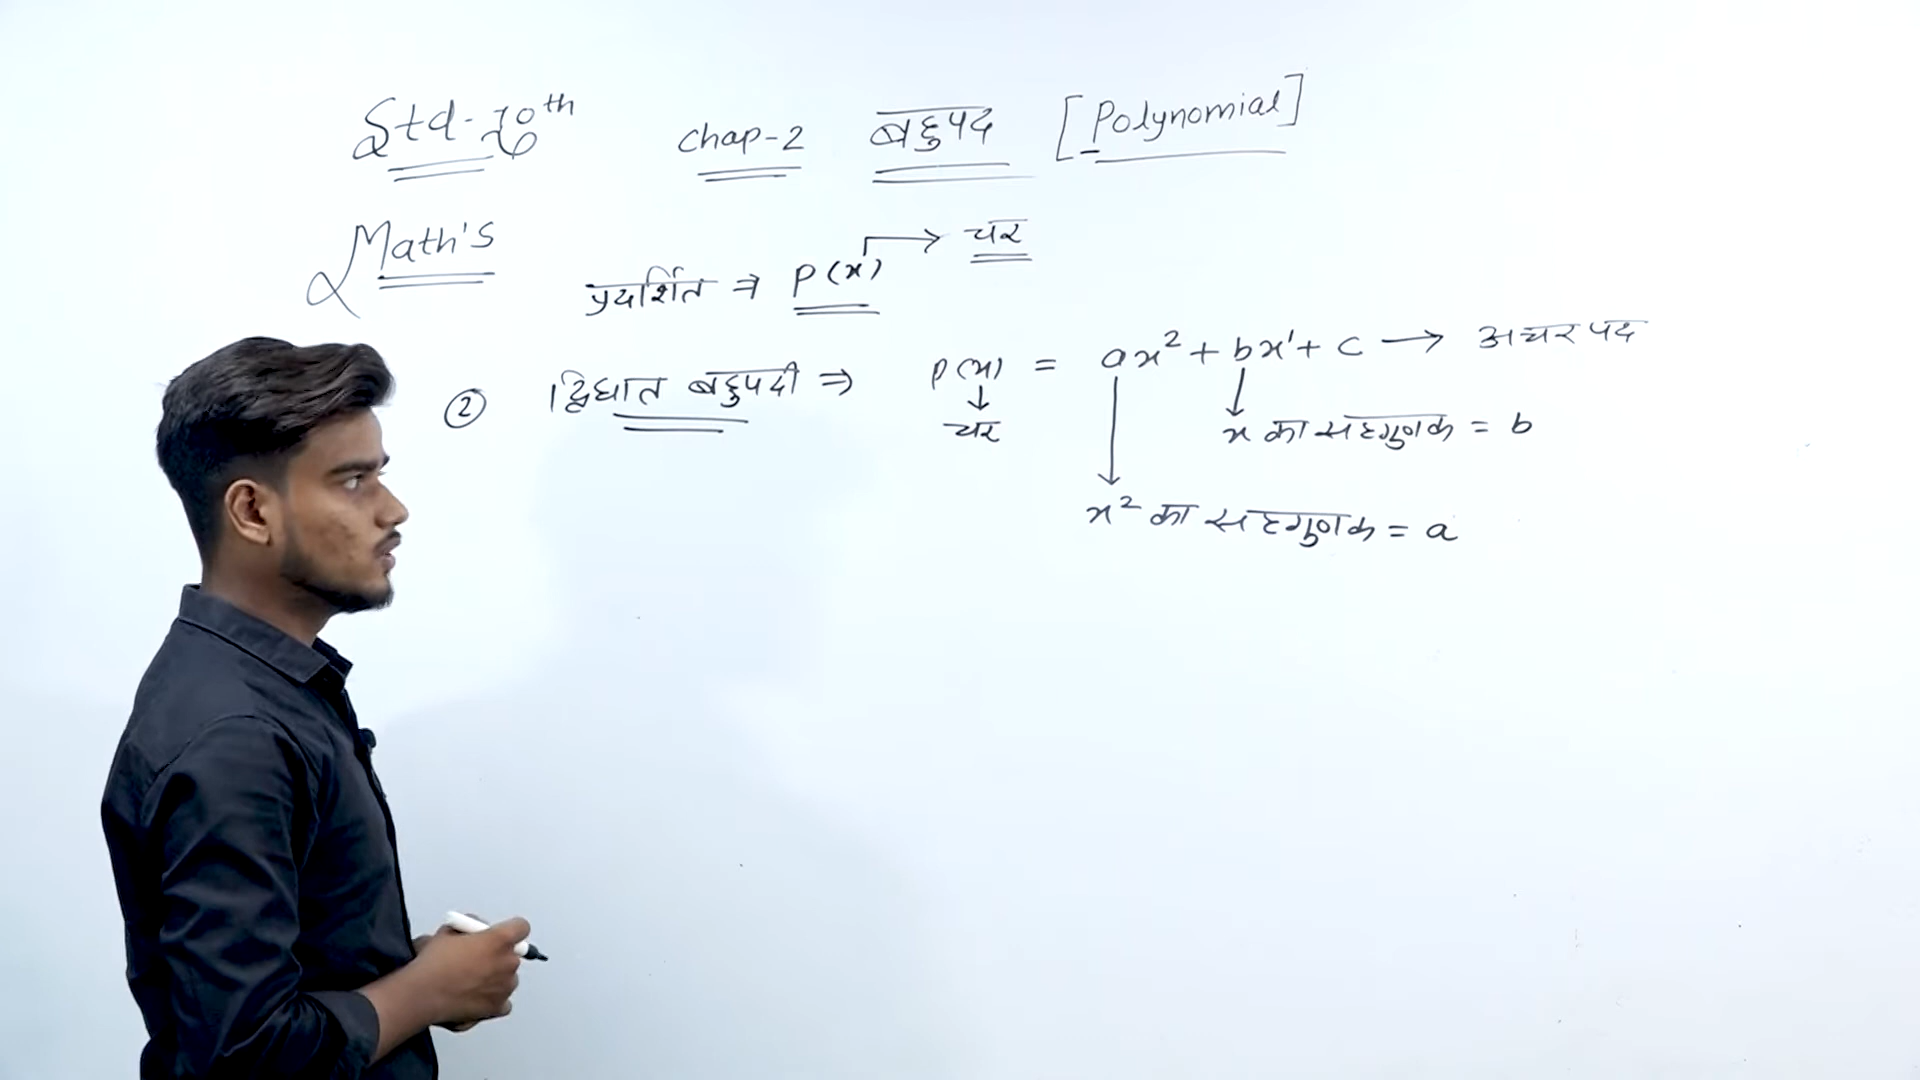 Std-10th chap-2 बहुपद [Polynomial]
Math's
प्रदर्शित ⇒ P(x) → चर
② द्विघात बहुपदी ⇒ P(x) = ax² + bx¹ + c → अचर पद
↓ चर
↓ x का सहगुणक = b
↓ x² का सहगुणक = a